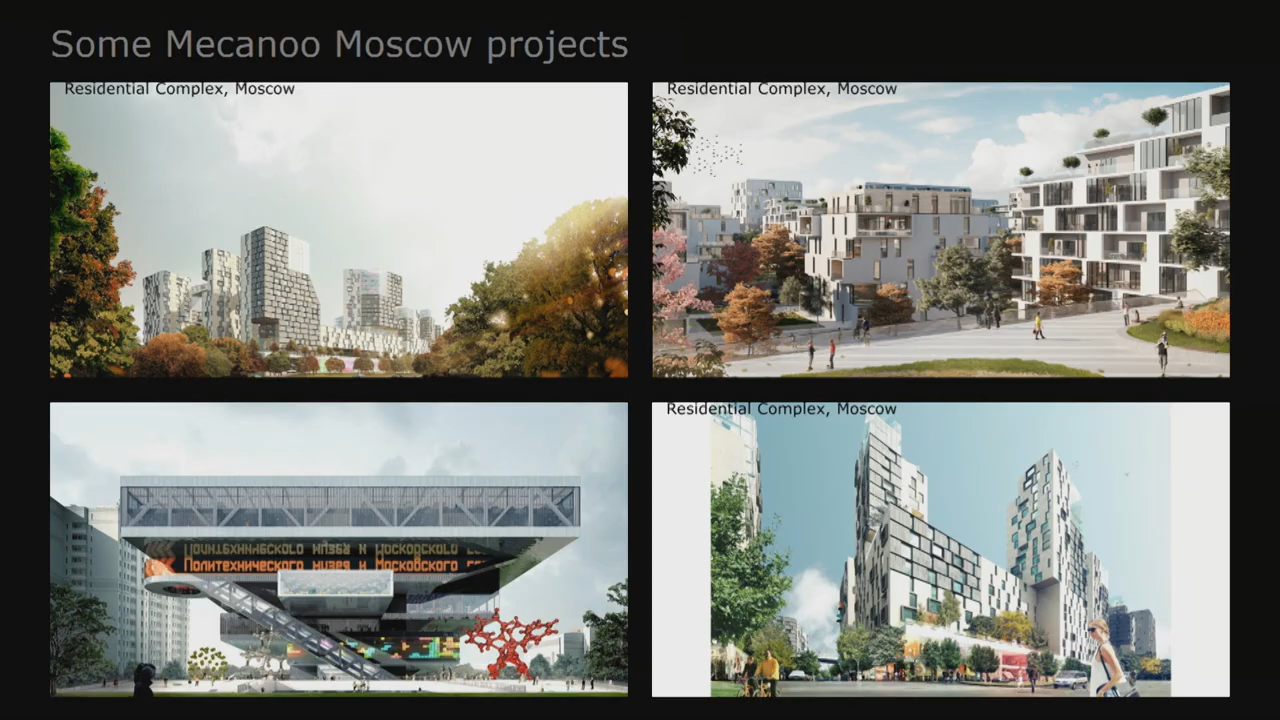 Some Mecanoo Moscow projects
Residential Complex, Moscow
Residential Complex, Moscow
Политехнического музея и Московского
Residential Complex, Moscow